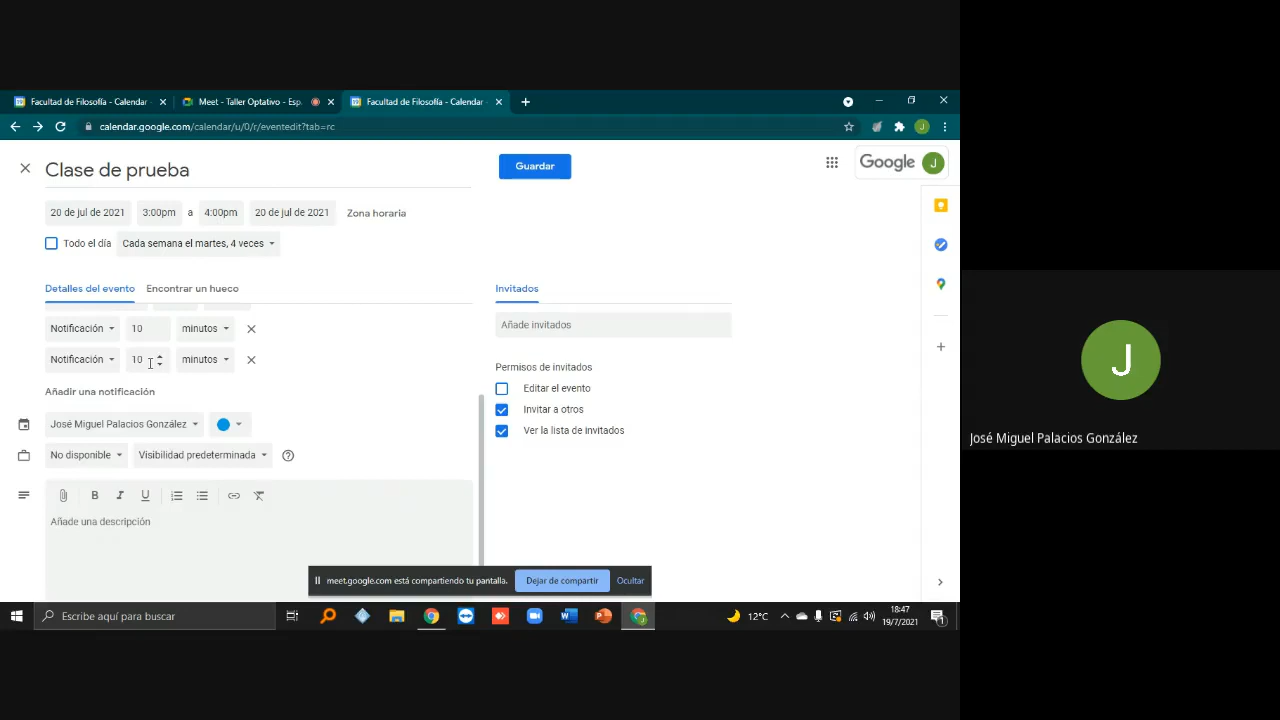 Facultad de Filosofía - Calendar
Meet - Taller Optativo - Esp
Facultad de Filosofía - Calendar
calendar.google.com/calendar/u/0/r/eventedit?tab=rc
J
Clase de prueba
Guardar
Google
J
20 de jul de 2021
3:00pm
a
4:00pm
20 de jul de 2021
Zona horaria
Todo el día
Cada semana el martes, 4 veces
Detalles del evento
Encontrar un hueco
Invitados
Notificación
10
minutos
Añade invitados
Notificación
10
minutos
Permisos de invitados
Añadir una notificación
Editar el evento
Invitar a otros
José Miguel Palacios González
Ver la lista de invitados
No disponible
Visibilidad predeterminada
B
I
U
Añade una descripción
meet.google.com está compartiendo tu pantalla.
Dejar de compartir
Ocultar
Escribe aquí para buscar
12°C
18:47
19/7/2021
1
J
José Miguel Palacios González